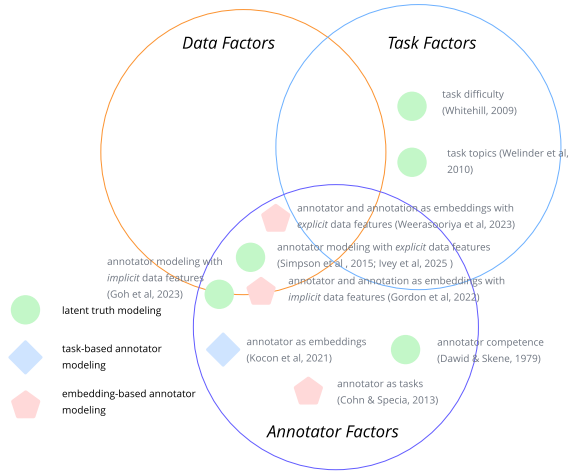 Data Factors
Task Factors
task difficulty
(Whitehill, 2009)
task topics (Welinder et al,
2010)
annotator and annotation as embeddings with
explicit data features (Weerasooriya et al, 2023)
annotator modeling with explicit data features
(Simpson et al , 2015; Ivey et al, 2025 )
annotator modeling with
implicit data features
(Goh et al, 2023)
annotator and annotation as embeddings with
implicit data features (Gordon et al, 2022)
latent truth modeling
task-based annotator
modeling
embedding-based annotator
modeling
annotator as embeddings
(Kocon et al, 2021)
annotator competence
(Dawid & Skene, 1979)
annotator as tasks
(Cohn & Specia, 2013)
Annotator Factors